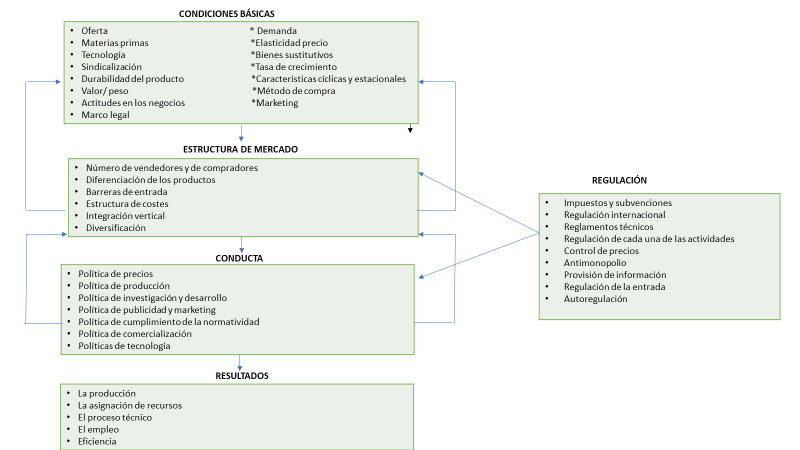 CONDICIONES BÁSICAS
• Oferta * Demanda
• Materias primas *Elasticidad precio
• Tecnología *Bienes sustitutivos
• Sindicalización *Tasa de crecimiento
• Durabilidad del producto *Caracteristicas cíclicas y estacionales
• Valor/ peso *Método de compra
• Actitudes en los negocios *Marketing
• Marco legal
ESTRUCTURA DE MERCADO
• Número de vendedores y de compradores
• Diferenciación de los productos
• Barreras de entrada
• Estructura de costes
• Integración vertical
• Diversificación
CONDUCTA
• Política de precios
• Política de producción
• Política de investigación y desarrollo
• Política de publicidad y marketing
• Política de cumplimiento de la normatividad
• Política de comercialización
• Políticas de tecnología
RESULTADOS
• La producción
• La asignación de recursos
• El proceso técnico
• El empleo
• Eficiencia
REGULACIÓN
• Impuestos y subvenciones
• Regulación internacional
• Reglamentos técnicos
• Regulación de cada una de las actividades
• Control de precios
• Antimonopolio
• Provisión de información
• Regulación de la entrada
• Autoregulación